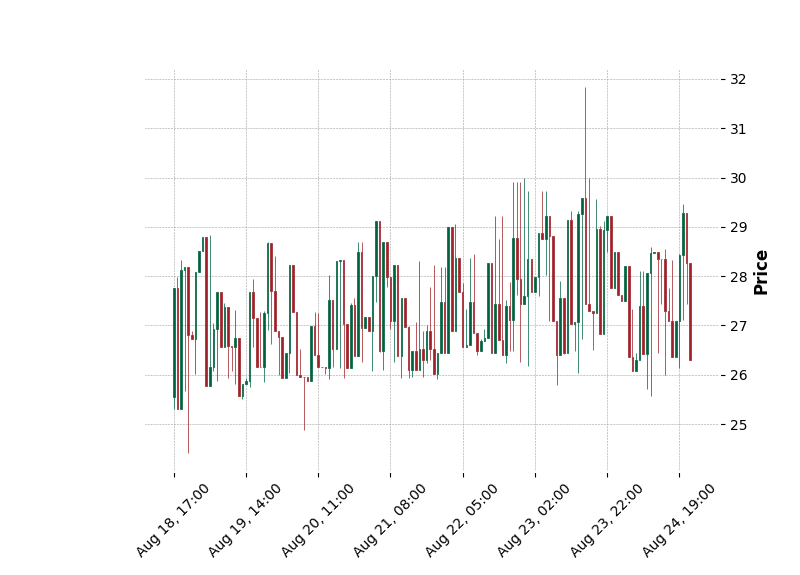 32
31
30
29
28
27
26
25
Price
Aug 18, 17:00
Aug 19, 14:00
Aug 20, 11:00
Aug 21, 08:00
Aug 22, 05:00
Aug 23, 02:00
Aug 23, 22:00
Aug 24, 19:00